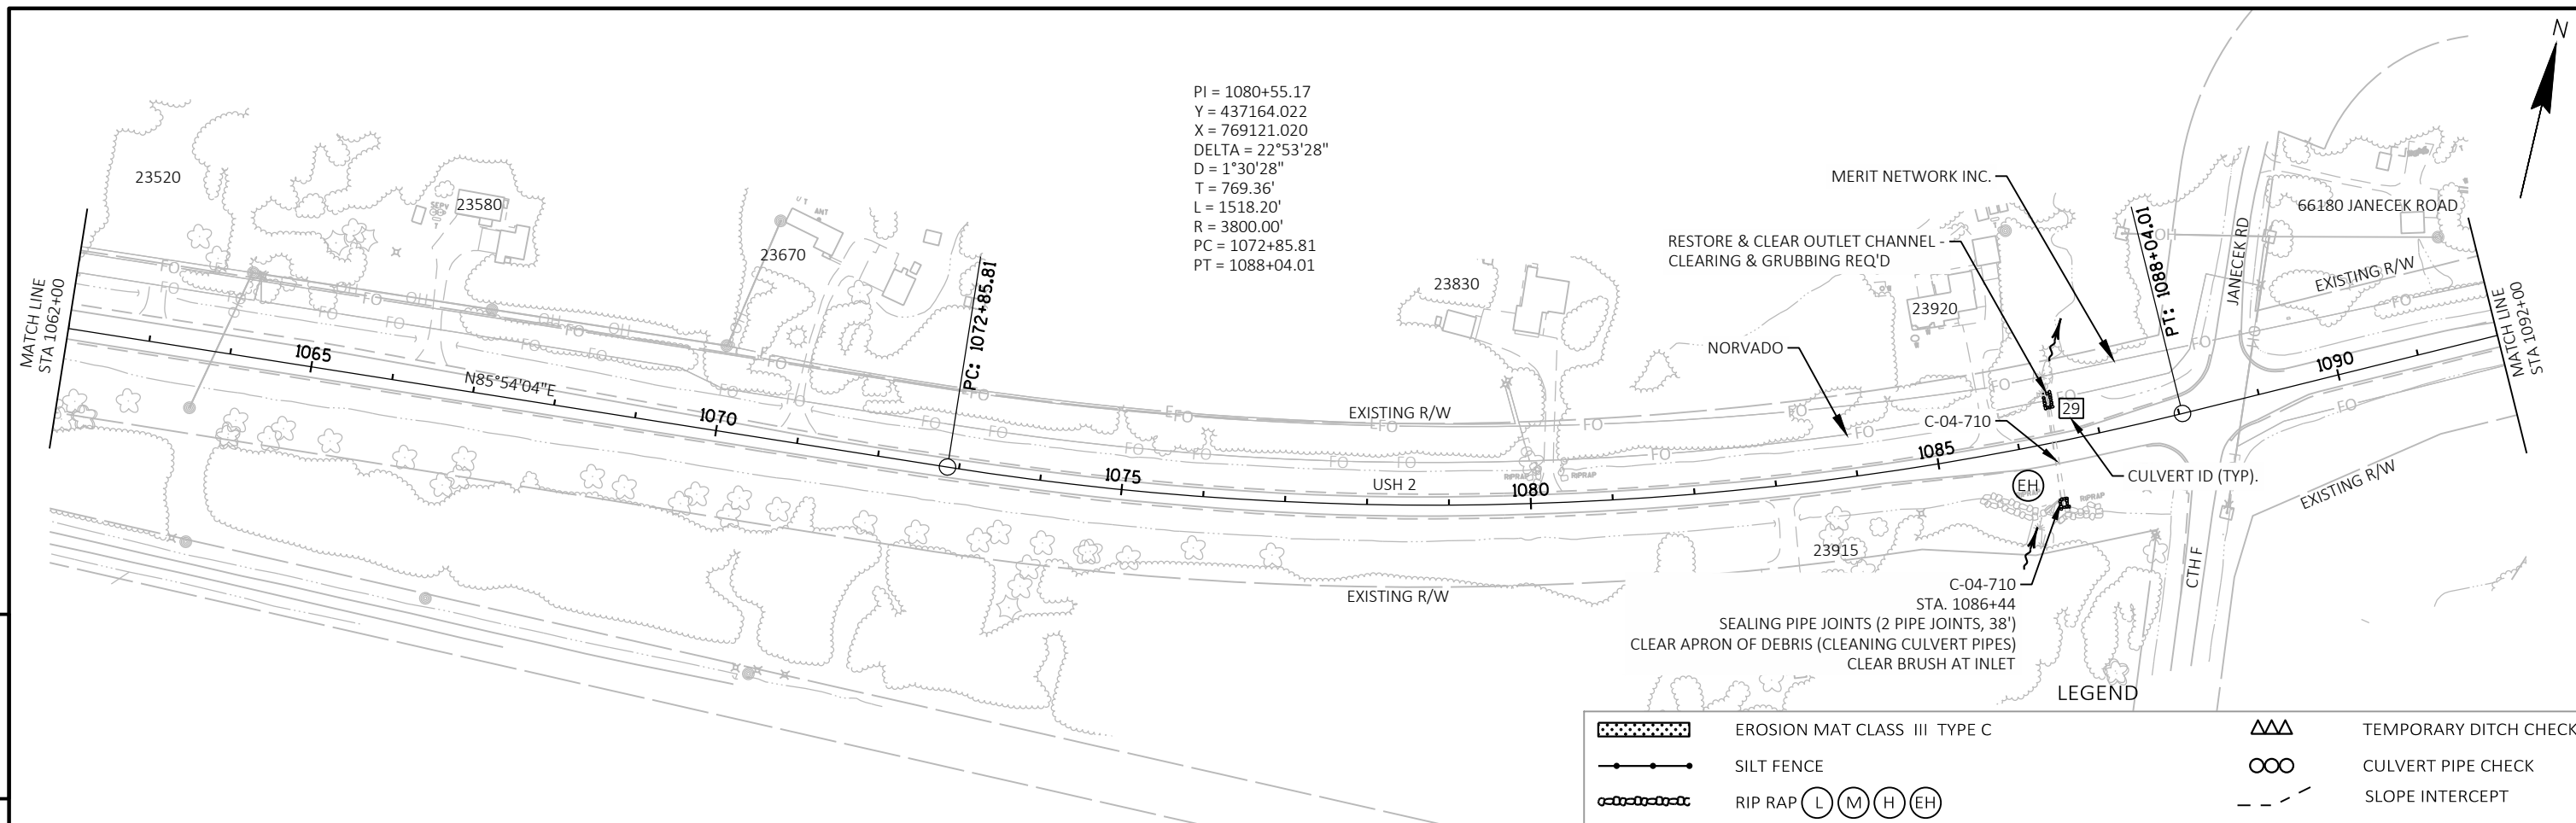 N
PI = 1080+55.17
Y = 437164.022
X = 769121.020
DELTA = 22°53'28"
D = 1°30'28"
T = 769.36'
L = 1518.20'
R = 3800.00'
PC = 1072+85.81
PT = 1088+04.01
MATCH LINE
STA 1062+00
23520
23580
SEPV
T
23670
ANT
23830
23920
23915
66180 JANECEK ROAD
JANECEK RD
MERIT NETWORK INC.
RESTORE & CLEAR OUTLET CHANNEL -
CLEARING & GRUBBING REQ'D
NORVADO
C-04-710
29
CULVERT ID (TYP).
EH
PC: 1072+85.81
PT: 1088+04.01
1065
N85°54'04"E
1070
1075
1080
1085
1090
USH 2
EXISTING R/W
EXISTING R/W
EXISTING R/W
EXISTING R/W
FO
OH
RIPRAP
RIPRAP
RIPRAP
CTH F
MATCH LINE
STA 1092+00
C-04-710
STA. 1086+44
SEALING PIPE JOINTS (2 PIPE JOINTS, 38')
CLEAR APRON OF DEBRIS (CLEANING CULVERT PIPES)
CLEAR BRUSH AT INLET
LEGEND
EROSION MAT CLASS III TYPE C
SILT FENCE
RIP RAP L M H EH
TEMPORARY DITCH CHECK
CULVERT PIPE CHECK
SLOPE INTERCEPT